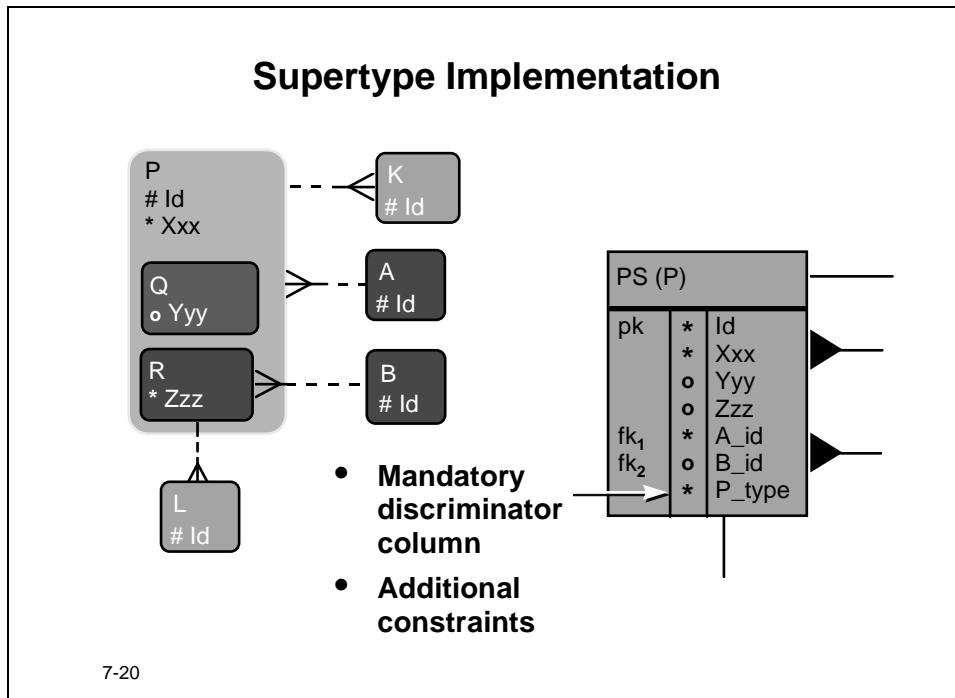 Supertype Implementation
P
# Id
* Xxx
Q
o Yyy
R
* Zzz
K
# Id
A
# Id
B
# Id
L
# Id
• Mandatory
discriminator
column
• Additional
constraints
PS (P)
pk * Id
* Xxx
o Yyy
o Zzz
fk1 * A_id
fk2 o B_id
* P_type
7-20